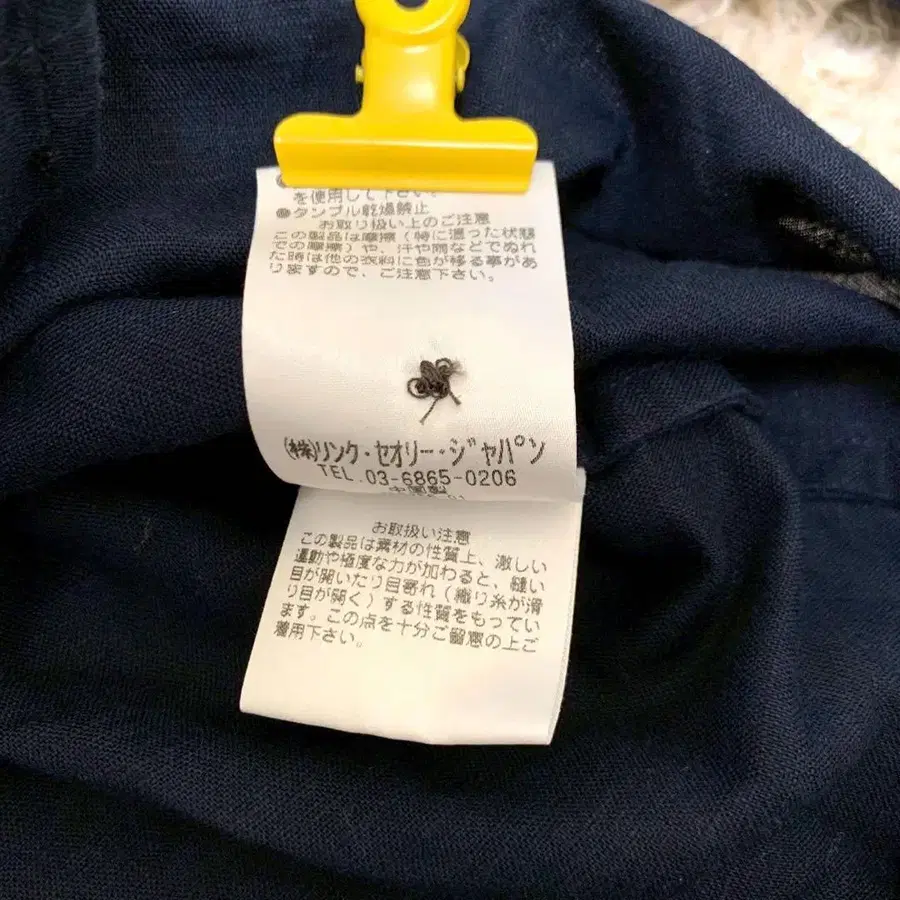 を使用して下さい。
●タンブル乾燥禁止
お取り扱い上のご注意
この製品は摩擦（特に湿った状態
での摩擦）や、汗や雨などでぬれ
た時は他の衣料に色が移る事があ
りますので、ご注意下さい。
(株)リンク・セオリー・ジャパン
TEL.03-6865-0206
中国製
お取扱い注意
この製品は素材の性質上、激しい
運動や極度な力が加わると、縫い
目が開いたり目寄れ（織り糸が滑
り目が開く）する性質をもってい
ます。この点を十分ご留意の上ご
着用下さい。